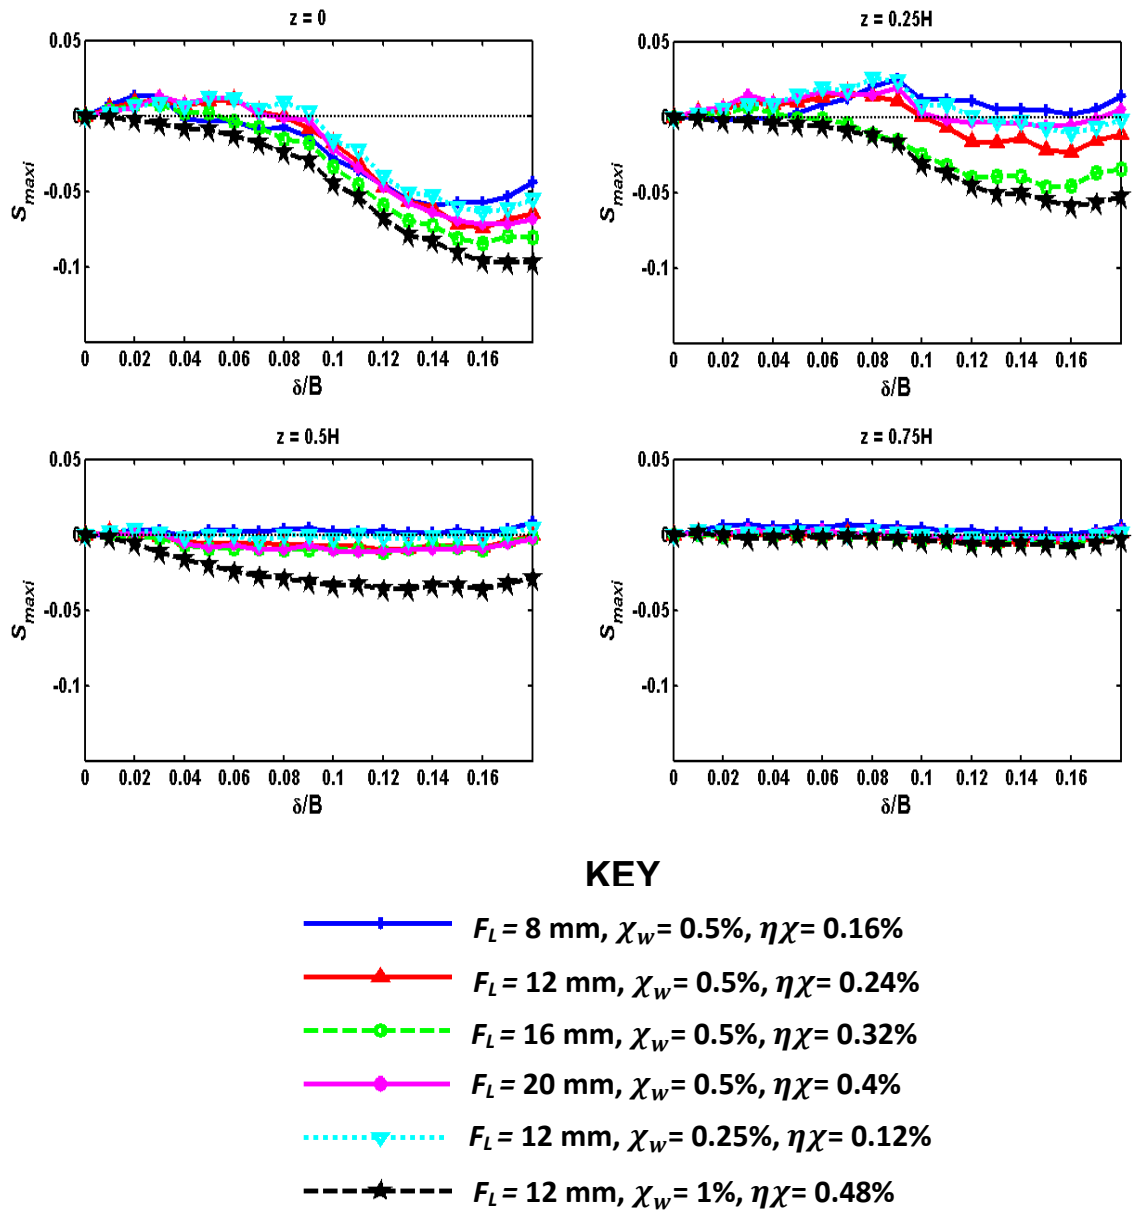 z = 0
0.05
0
-0.05
-0.1
S_maxi
0 0.02 0.04 0.06 0.08 0.1 0.12 0.14 0.16
δ/B
z = 0.25H
0.05
0
-0.05
-0.1
S_maxi
0 0.02 0.04 0.06 0.08 0.1 0.12 0.14 0.16
δ/B
z = 0.5H
0.05
0
-0.05
-0.1
S_maxi
0 0.02 0.04 0.06 0.08 0.1 0.12 0.14 0.16
δ/B
z = 0.75H
0.05
0
-0.05
-0.1
S_maxi
0 0.02 0.04 0.06 0.08 0.1 0.12 0.14 0.16
δ/B
KEY
F_L = 8 mm, χ_w = 0.5%, ηχ= 0.16%
F_L = 12 mm, χ_w = 0.5%, ηχ= 0.24%
F_L = 16 mm, χ_w = 0.5%, ηχ= 0.32%
F_L = 20 mm, χ_w = 0.5%, ηχ= 0.4%
F_L = 12 mm, χ_w = 0.25%, ηχ= 0.12%
F_L = 12 mm, χ_w = 1%, ηχ= 0.48%